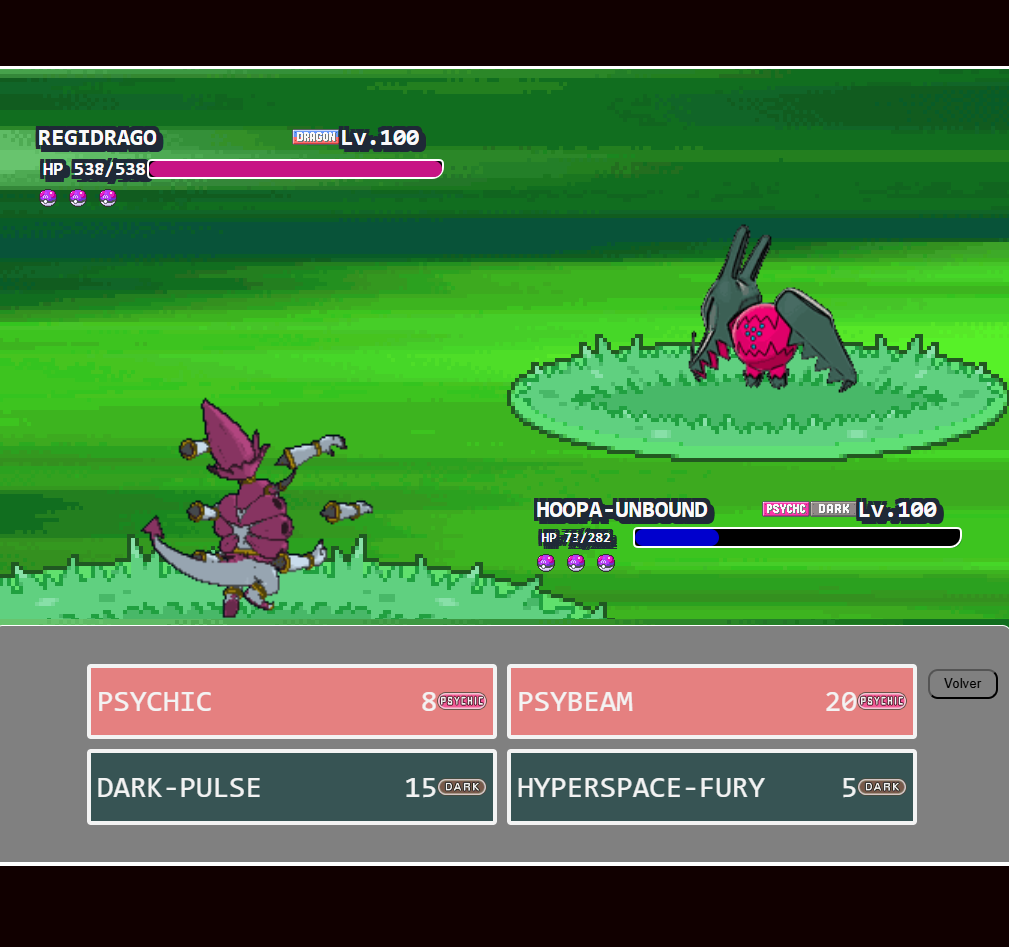 REGIDRAGO DRAGON Lv.100
HP 538/538
HOOPA-UNBOUND PSYCHC DARK Lv.100
HP 73/282
PSYCHIC 8 PSYCHIC
PSYBEAM 20 PSYCHIC
Volver
DARK-PULSE 15 DARK
HYPERSPACE-FURY 5 DARK